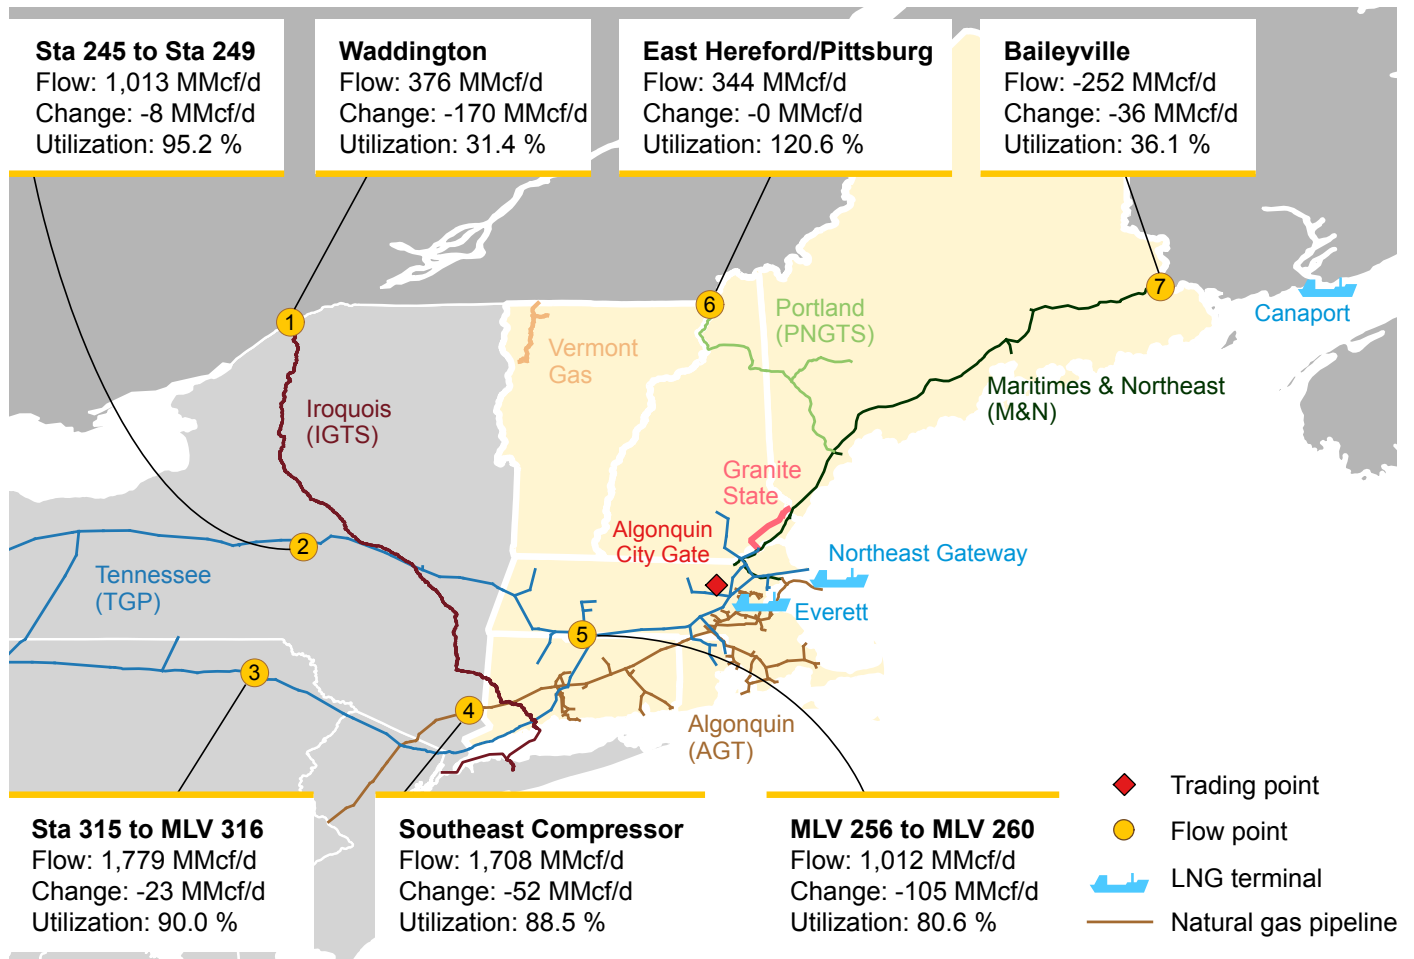 Sta 245 to Sta 249
Flow: 1,013 MMcf/d
Change: -8 MMcf/d
Utilization: 95.2 %
Waddington
Flow: 376 MMcf/d
Change: -170 MMcf/d
Utilization: 31.4 %
East Hereford/Pittsburg
Flow: 344 MMcf/d
Change: -0 MMcf/d
Utilization: 120.6 %
Baileyville
Flow: -252 MMcf/d
Change: -36 MMcf/d
Utilization: 36.1 %
7
6
1
Canaport
Portland
(PNGTS)
Vermont
Gas
Maritimes & Northeast
(M&N)
Iroquois
(IGTS)
Granite
State
Algonquin
City Gate
2
Northeast Gateway
Tennessee
(TGP)
Everett
5
3
4
Algonquin
(AGT)
Sta 315 to MLV 316
Flow: 1,779 MMcf/d
Change: -23 MMcf/d
Utilization: 90.0 %
Southeast Compressor
Flow: 1,708 MMcf/d
Change: -52 MMcf/d
Utilization: 88.5 %
MLV 256 to MLV 260
Flow: 1,012 MMcf/d
Change: -105 MMcf/d
Utilization: 80.6 %
Trading point
Flow point
LNG terminal
Natural gas pipeline